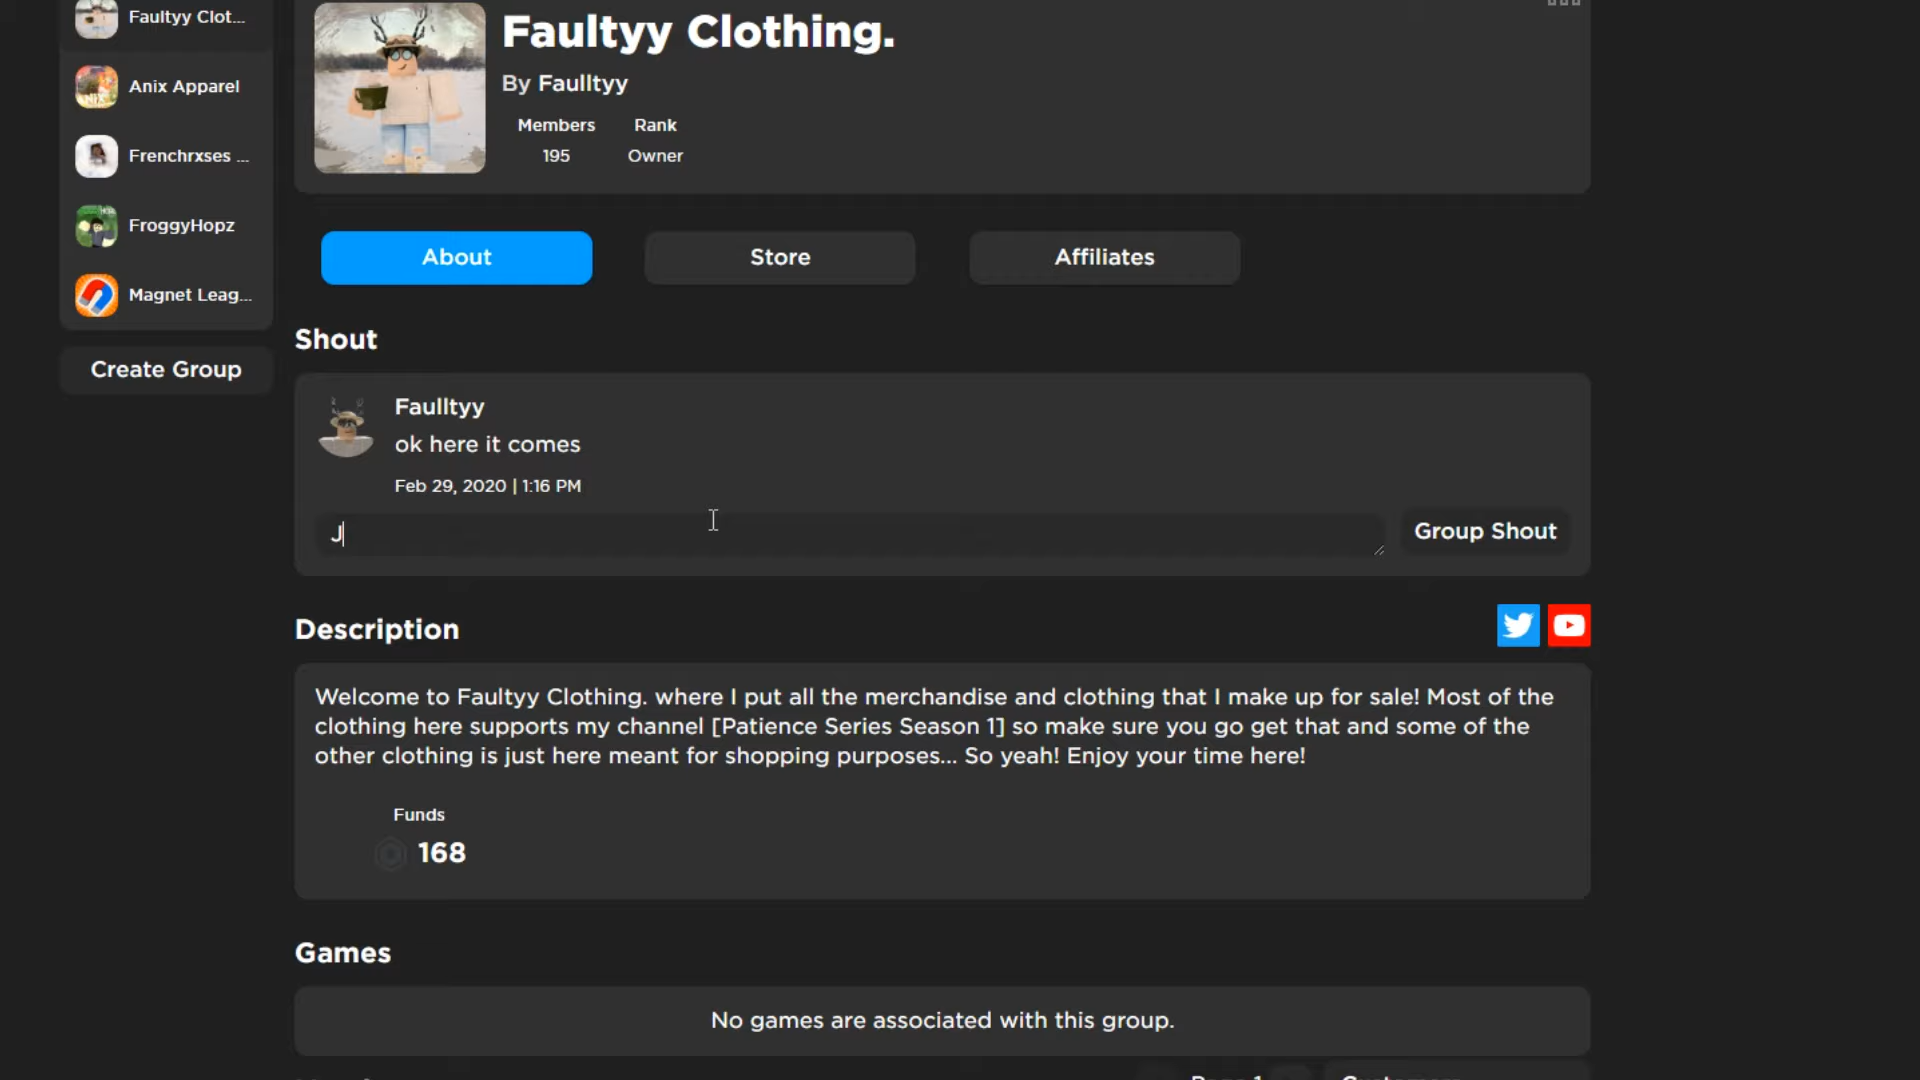 Faultyy Clot...
Anix Apparel
Frenchrxses ...
FroggyHopz
Magnet Leag...
Create Group
Faultyy Clothing.
By Faulltyy
Members Rank
195 Owner
About Store Affiliates
Shout
Faulltyy
ok here it comes
Feb 29, 2020 | 1:16 PM
J
Group Shout
Description
Welcome to Faultyy Clothing. where I put all the merchandise and clothing that I make up for sale! Most of the
clothing here supports my channel [Patience Series Season 1] so make sure you go get that and some of the
other clothing is just here meant for shopping purposes... So yeah! Enjoy your time here!
Funds
168
Games
No games are associated with this group.